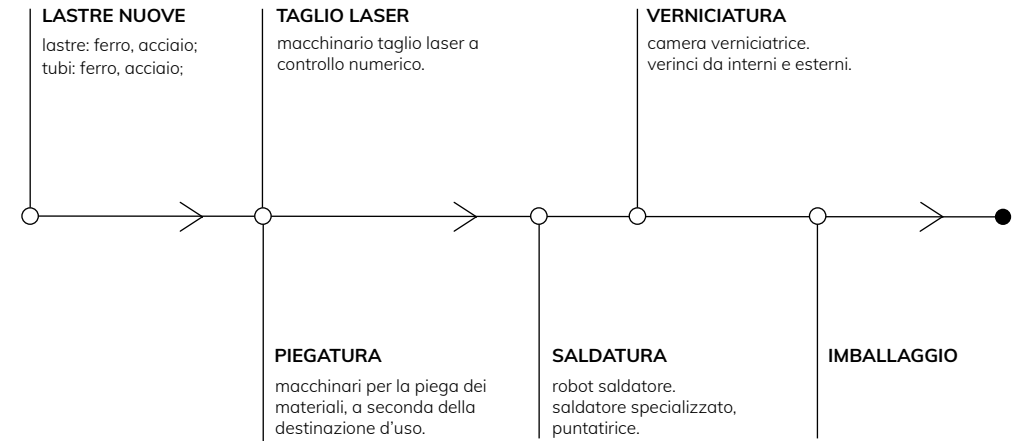 LASTRE NUOVE
lastre: ferro, acciaio;
tubi: ferro, acciaio;
TAGLIO LASER
macchinario taglio laser a
controllo numerico.
VERNICIATURA
camera verniciatrice.
verinci da interni e esterni.
PIEGATURA
macchinari per la piega dei
materiali, a seconda della
destinazione d'uso.
SALDATURA
robot saldatore.
saldatore specializzato,
puntatirice.
IMBALLAGGIO